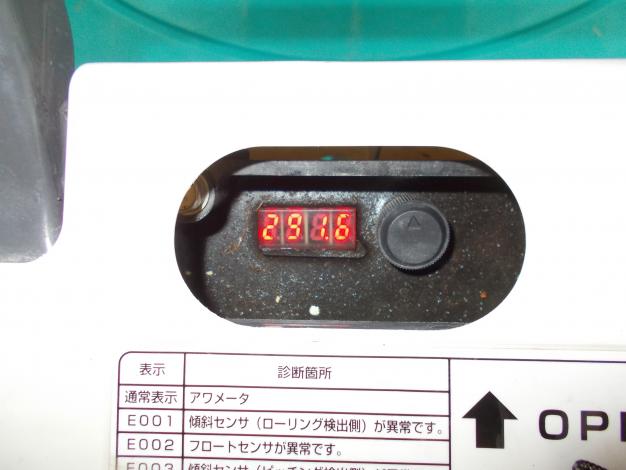 291.6
表示 診断箇所
通常表示 アワメータ
E001 傾斜センサ（ローリング検出側）が異常です。
E002 フロートセンサが異常です。
E003
OPE